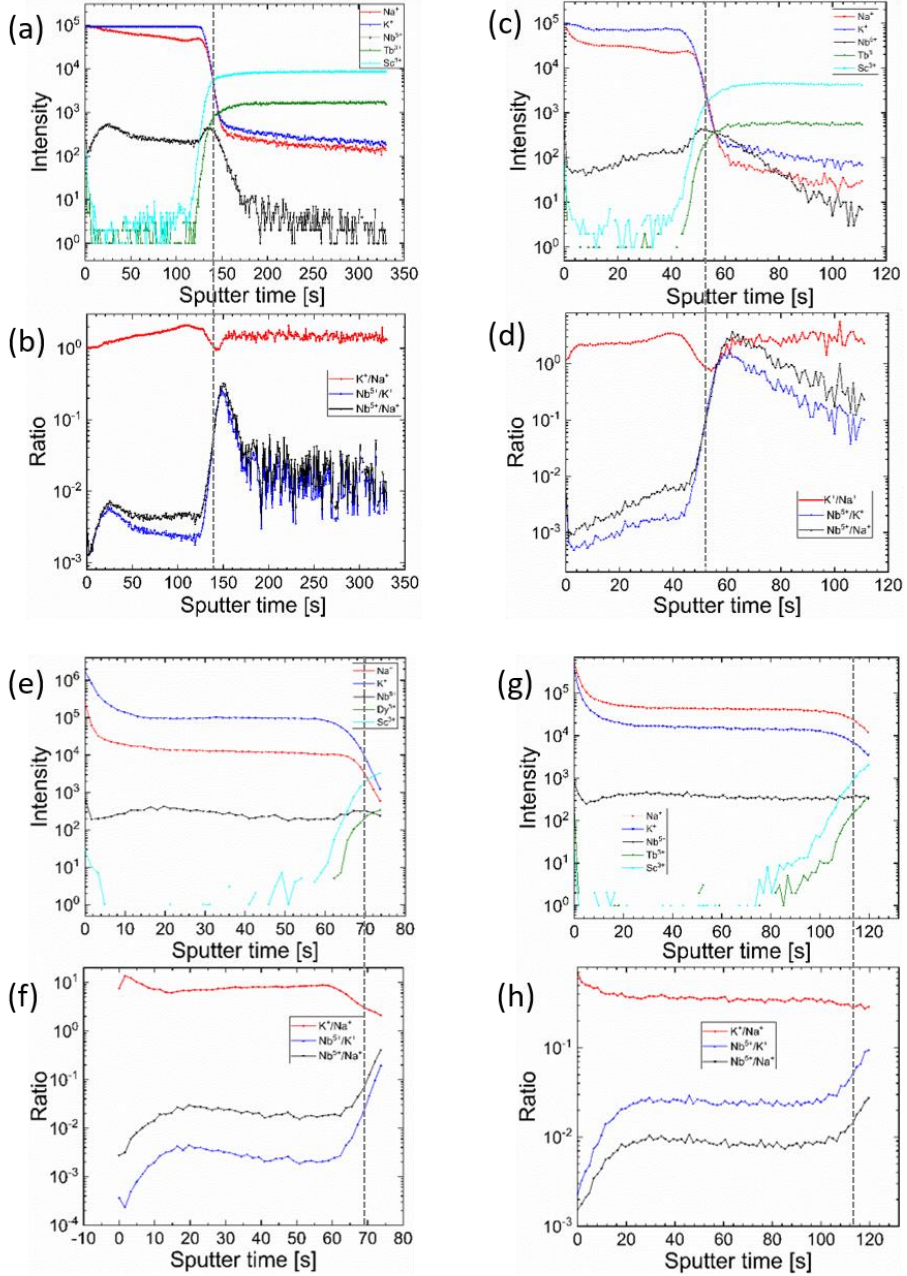 (a)
Intensity
10⁵
10⁴
10³
10²
10¹
10⁰
Na⁺
K⁺
Nb⁵⁺
Tb³⁺
Sc³⁺
0 50 100 150 200 250 300 350
Sputter time [s]
(c)
Intensity
10⁵
10⁴
10³
10²
10¹
10⁰
Na⁺
K⁺
Nb⁵⁺
Tb³
Sc³⁺
0 20 40 60 80 100 120
Sputter time [s]
(b)
Ratio
10⁰
10⁻¹
10⁻²
10⁻³
K⁺/Na⁺
Nb⁵⁺/K⁺
Nb⁵⁺/Na⁺
0 50 100 150 200 250 300 350
Sputter time [s]
(d)
Ratio
10⁰
10⁻¹
10⁻²
10⁻³
K⁺/Na⁺
Nb⁵⁺/K⁺
Nb⁵⁺/Na⁺
0 20 40 60 80 100 120
Sputter time [s]
(e)
Intensity
10⁶
10⁵
10⁴
10³
10²
10¹
10⁰
Na⁺
K⁺
Nb⁵⁺
Dy³⁺
Sc³⁺
0 10 20 30 40 50 60 70 80
Sputter time [s]
(g)
Intensity
10⁵
10⁴
10³
10²
10¹
10⁰
Na⁺
K⁺
Nb⁵⁺
Tb³⁺
Sc³⁺
0 20 40 60 80 100 120
Sputter time [s]
(f)
Ratio
10¹
10⁰
10⁻¹
10⁻²
10⁻³
10⁻⁴
K⁺/Na⁺
Nb⁵⁺/K⁺
Nb⁵⁺/Na⁺
-10 0 10 20 30 40 50 60 70 80
Sputter time [s]
(h)
Ratio
10⁻¹
10⁻²
10⁻³
K⁺/Na⁺
Nb⁵⁺/K⁺
Nb⁵⁺/Na⁺
0 20 40 60 80 100 120
Sputter time [s]